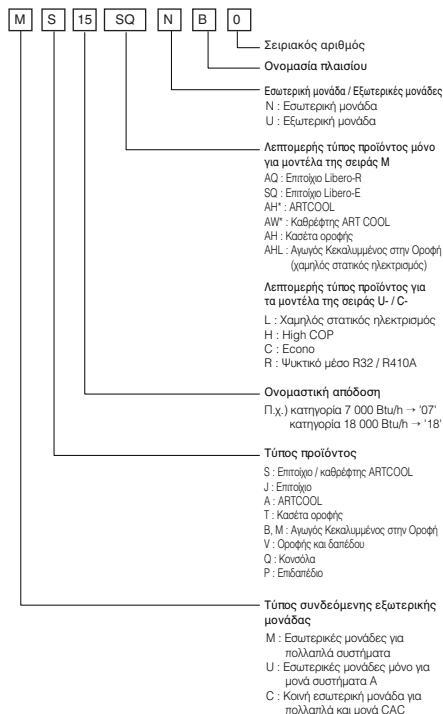 M S 15 SQ N B 0
Σειριακός αριθμός
Ονομασία πλαισίου
Εσωτερική μονάδα / Εξωτερικές μονάδες
N : Εσωτερική μονάδα
U : Εξωτερική μονάδα
Λεπτομερής τύπος προϊόντος μόνο
για μοντέλα της σειράς M
AQ : Επιτοίχιο Libero-R
SQ : Επιτοίχιο Libero-E
AH* : ARTCOOL
AW* : Καθρέφτης ART COOL
AH : Κασέτα οροφής
AHL : Αγωγός Κεκαλυμμένος στην Οροφή
(χαμηλός στατικός ηλεκτρισμός)
Λεπτομερής τύπος προϊόντος για
τα μοντέλα της σειράς U- / C-
L : Χαμηλός στατικός ηλεκτρισμός
H : High COP
C : Econo
R : Ψυκτικό μέσο R32 / R410A
Ονομαστική απόδοση
Π.χ.) κατηγορία 7 000 Btu/h → '07'
κατηγορία 18 000 Btu/h → '18'
Τύπος προϊόντος
S : Επιτοίχιο / καθρέφτης ARTCOOL
J : Επιτοίχιο
A : ARTCOOL
T : Κασέτα οροφής
B, M : Αγωγός Κεκαλυμμένος στην Οροφή
V : Οροφής και δαπέδου
Q : Κονσόλα
P : Επιδαπέδιο
Τύπος συνδεόμενης εξωτερικής
μονάδας
M : Εσωτερικές μονάδες για
πολλαπλά συστήματα
U : Εσωτερικές μονάδες μόνο για
μονά συστήματα A
C : Κοινή εσωτερική μονάδα για
πολλαπλά και μονά CAC